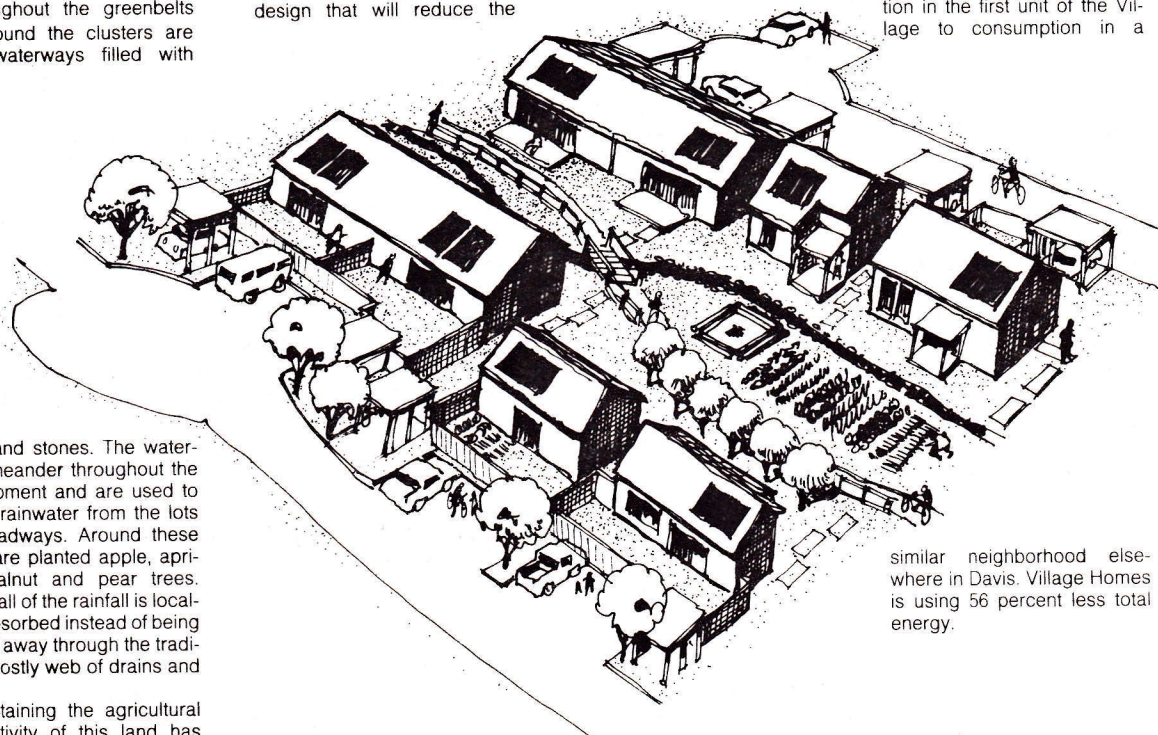 ghout the greenbelts
ound the clusters are
waterways filled with
and stones. The water-
neander throughout the
pment and are used to
rainwater from the lots
adways. Around these
are planted apple, apri-
alnut and pear trees.
all of the rainfall is local-
sorbed instead of being
away through the tradi-
ostly web of drains and
taining the agricultural
tivity of this land has
design that will reduce the
tion in the first unit of the Vil-
lage to consumption in a
similar neighborhood else-
where in Davis. Village Homes
is using 56 percent less total
energy.